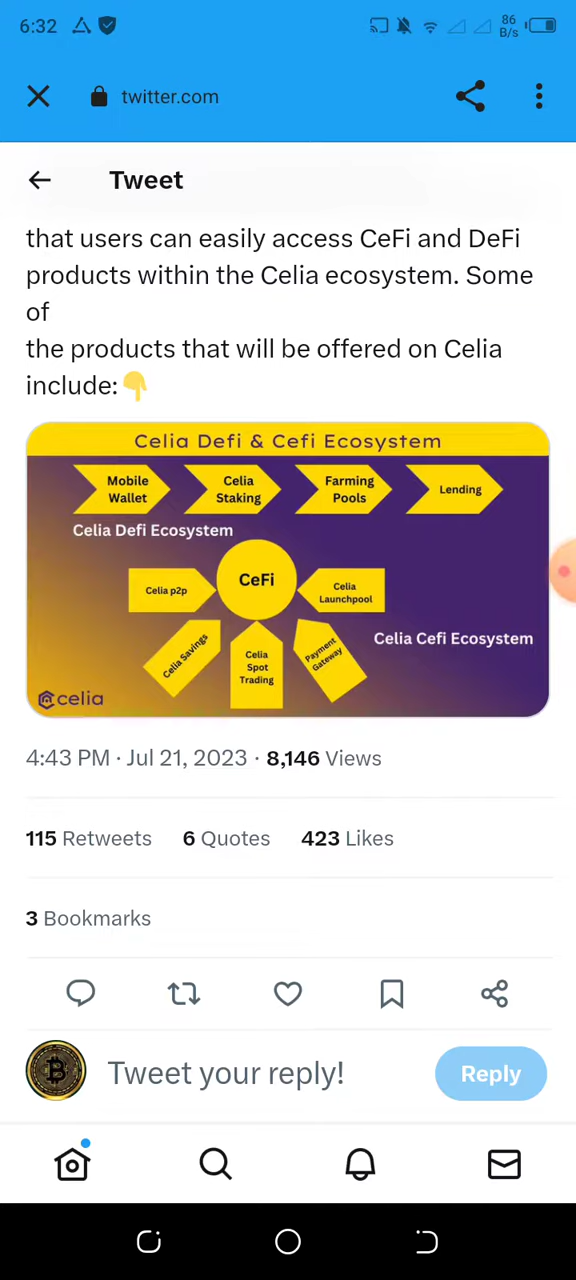 6:32
86
B/s
twitter.com
Tweet
that users can easily access CeFi and DeFi
products within the Celia ecosystem. Some
of
the products that will be offered on Celia
include:👇
Celia Defi & Cefi Ecosystem
Mobile
Wallet
Celia
Staking
Farming
Pools
Lending
Celia Defi Ecosystem
CeFi
Celia p2p
Celia
Launchpool
Celia Savings
Celia
Spot
Trading
Payment
Gateway
Celia Cefi Ecosystem
celia
4:43 PM · Jul 21, 2023 · 8,146 Views
115 Retweets 6 Quotes 423 Likes
3 Bookmarks
Tweet your reply!
Reply